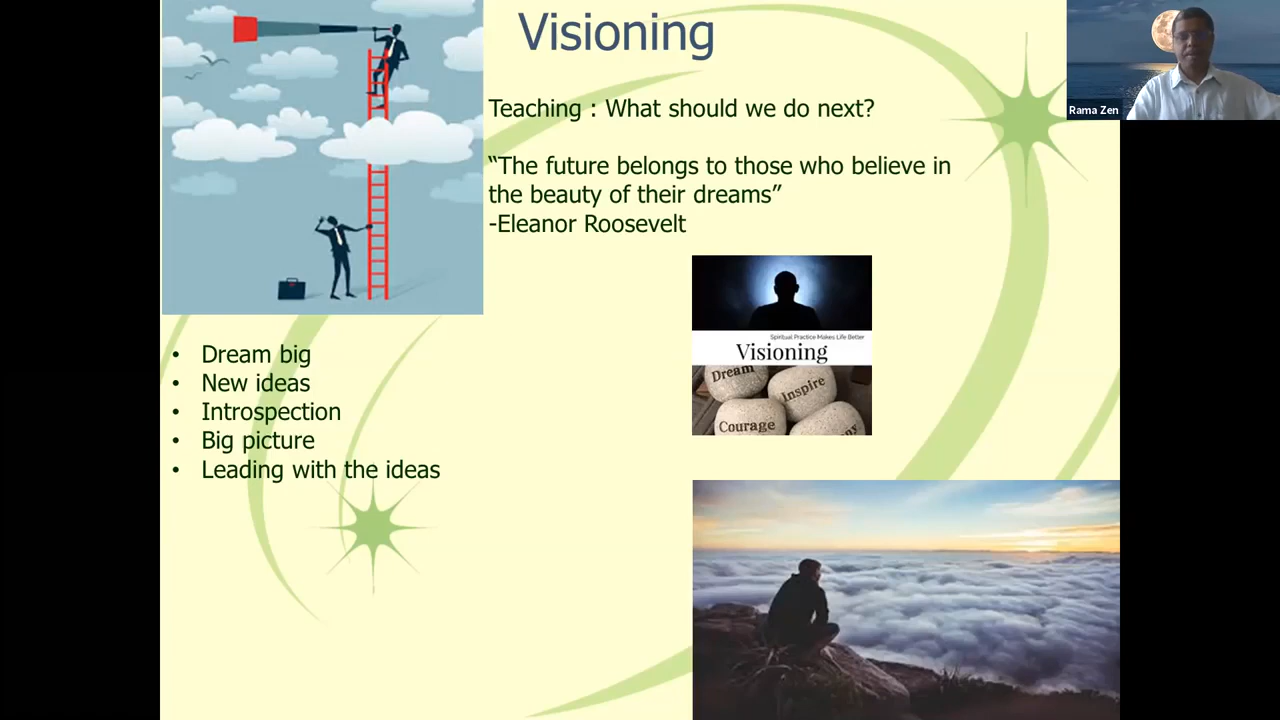 Visioning
Rama Zen
Teaching : What should we do next?
“The future belongs to those who believe in
the beauty of their dreams”
-Eleanor Roosevelt
Spiritual Practice Makes Life Better
Visioning
Dream
Inspire
Courage
• Dream big
• New ideas
• Introspection
• Big picture
• Leading with the ideas